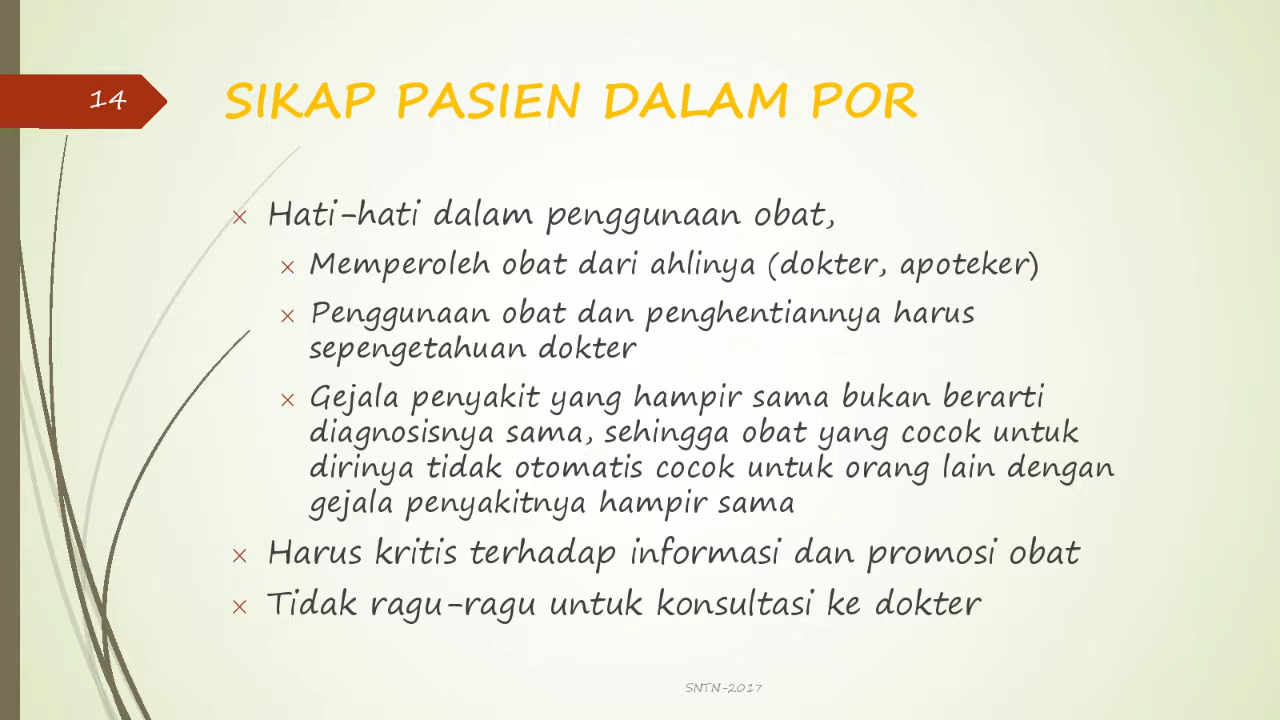 14
SIKAP PASIEN DALAM POR
× Hati-hati dalam penggunaan obat,
× Memperoleh obat dari ahlinya (dokter, apoteker)
× Penggunaan obat dan penghentiannya harus
sepengetahuan dokter
× Gejala penyakit yang hampir sama bukan berarti
diagnosisnya sama, sehingga obat yang cocok untuk
dirinya tidak otomatis cocok untuk orang lain dengan
gejala penyakitnya hampir sama
× Harus kritis terhadap informasi dan promosi obat
× Tidak ragu-ragu untuk konsultasi ke dokter
SNTN-2017